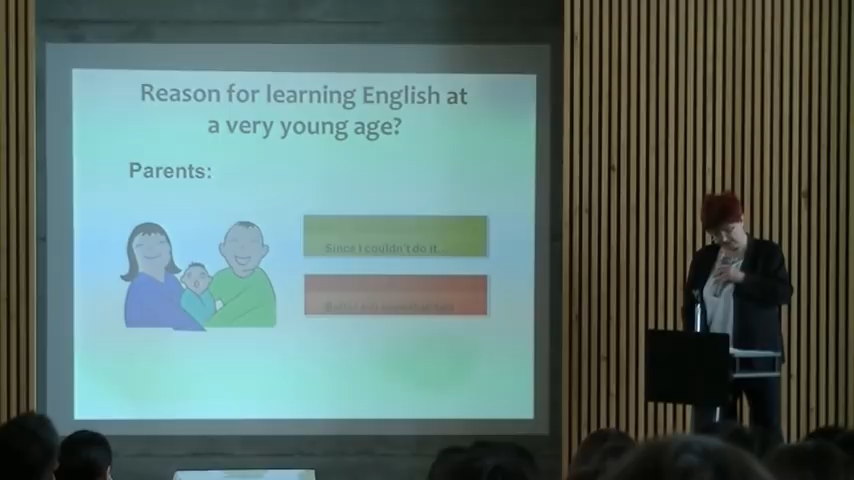 Reason for learning English at
a very young age?
Parents:
Since I couldn't do it...